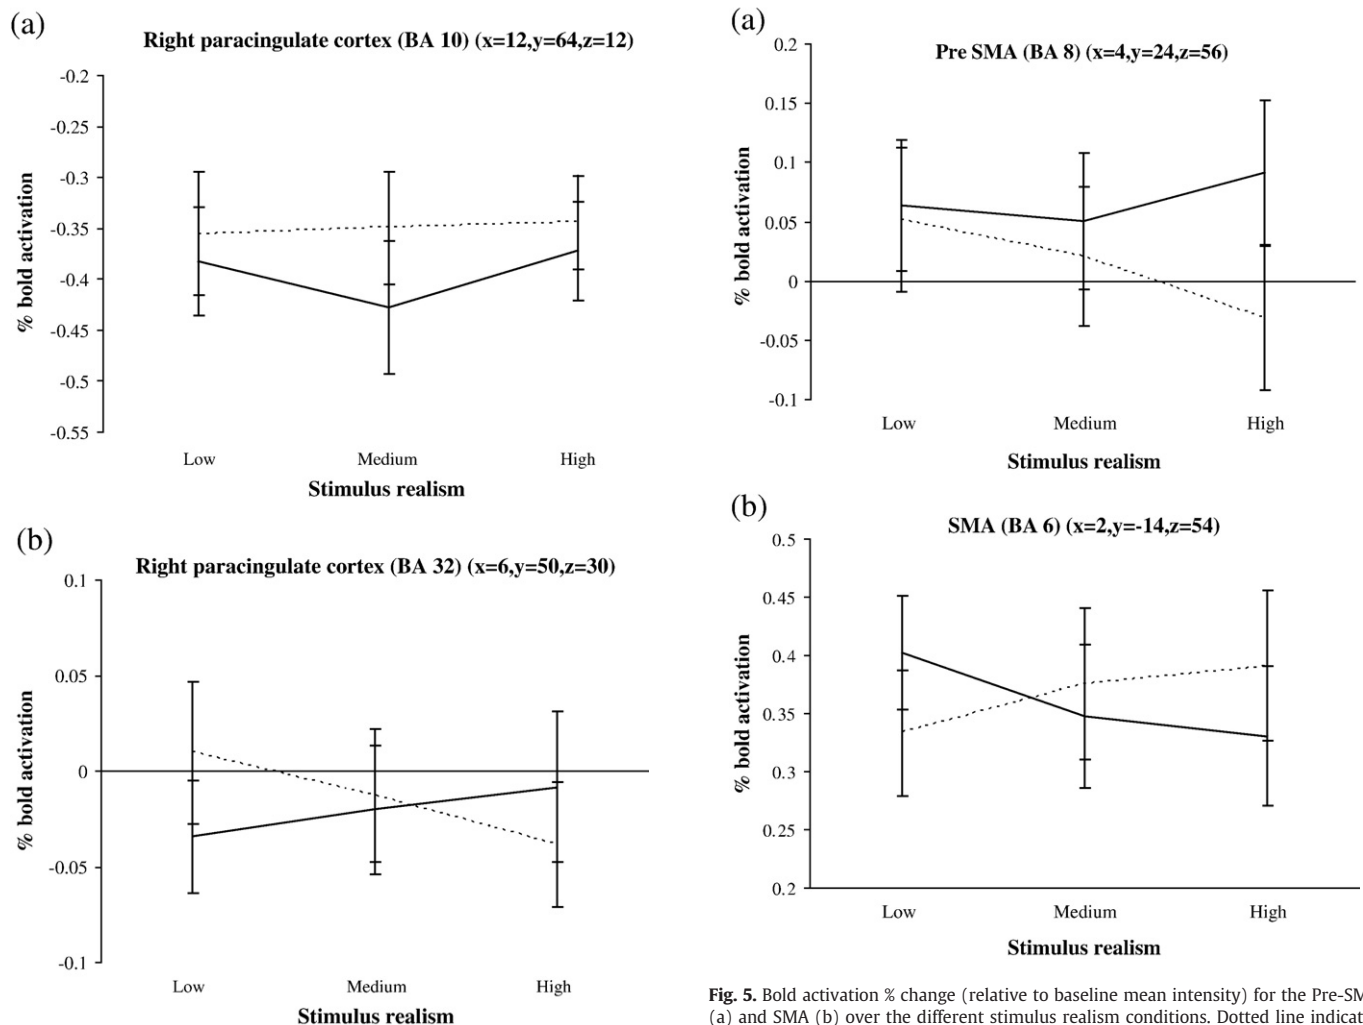 (a)
Right paracingulate cortex (BA 10) (x=12,y=64,z=12)
-0.2
-0.25
-0.3
-0.35
-0.4
-0.45
-0.5
-0.55
% bold activation
Low Medium High
Stimulus realism
(b)
Right paracingulate cortex (BA 32) (x=6,y=50,z=30)
0.1
0.05
0
-0.05
-0.1
% bold activation
Low Medium High
Stimulus realism
(a)
Pre SMA (BA 8) (x=4,y=24,z=56)
0.2
0.15
0.1
0.05
0
-0.05
-0.1
% bold activation
Low Medium High
Stimulus realism
(b)
SMA (BA 6) (x=2,y=-14,z=54)
0.5
0.45
0.4
0.35
0.3
0.25
0.2
% bold activation
Low Medium High
Stimulus realism
Fig. 5. Bold activation % change (relative to baseline mean intensity) for the Pre-SM
(a) and SMA (b) over the different stimulus realism conditions. Dotted line indicat